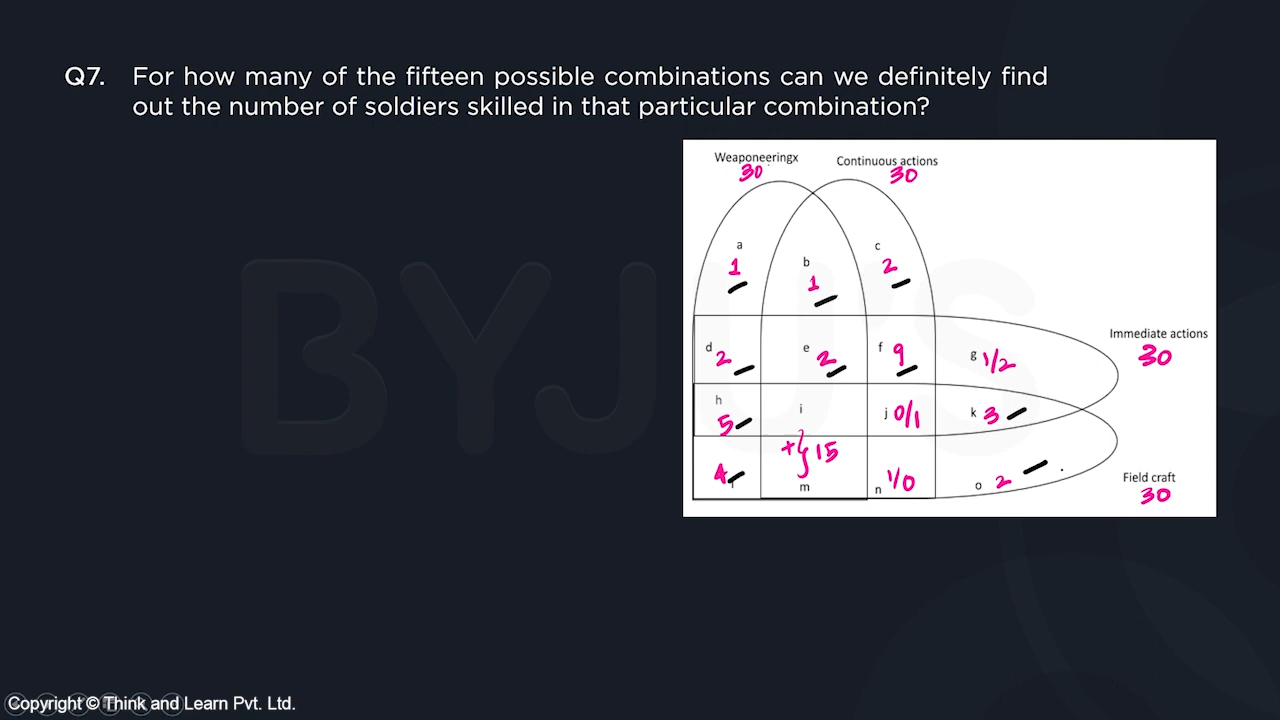 Q7. For how many of the fifteen possible combinations can we definitely find
out the number of soldiers skilled in that particular combination?
Weaponeeringx
Continuous actions
30
30
a
b
c
1
1
2
Immediate actions
30
d
2
e
2
f
9
g
1/2
h
5
i
j
0/1
k
3
+
15
4
m
n
1/0
o
2
Field craft
30
BYJU'S
Copyright © Think and Learn Pvt. Ltd.